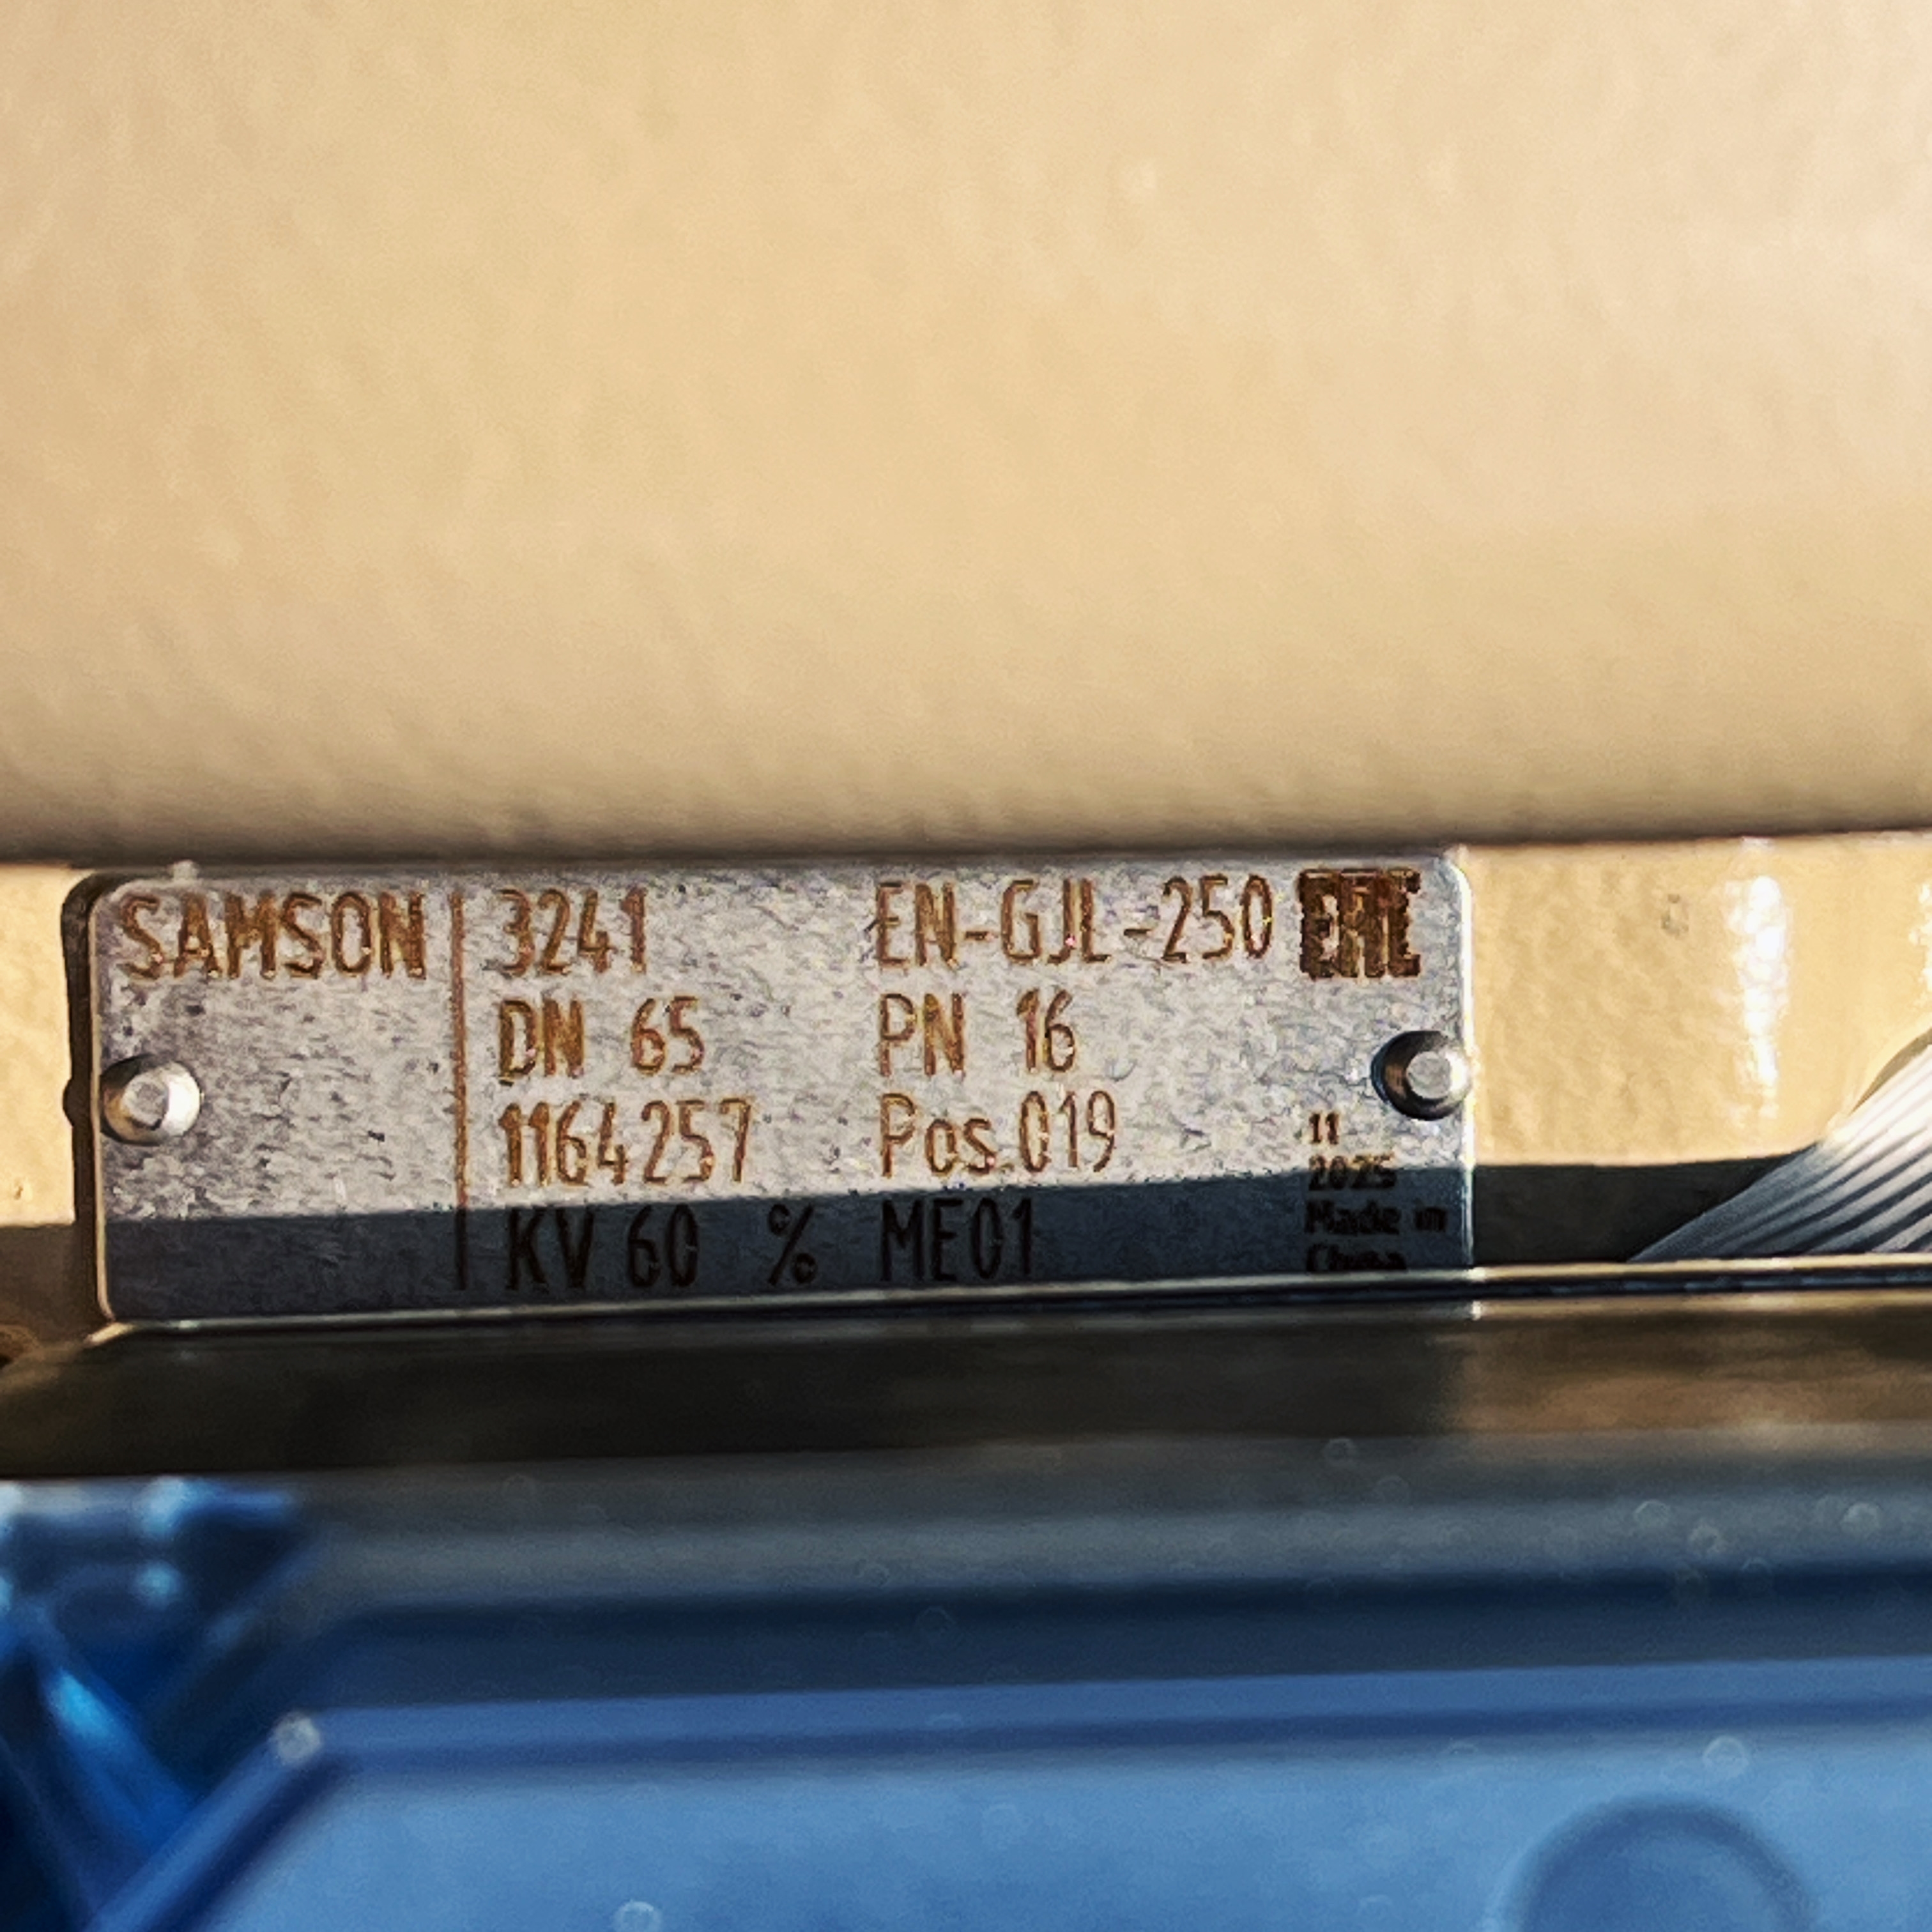 SAMSON
3241 EN-GJL-250 EAC
DN 65 PN 16
1164257 Pos.019
KV 60 % ME01
11
2025
Made in
China